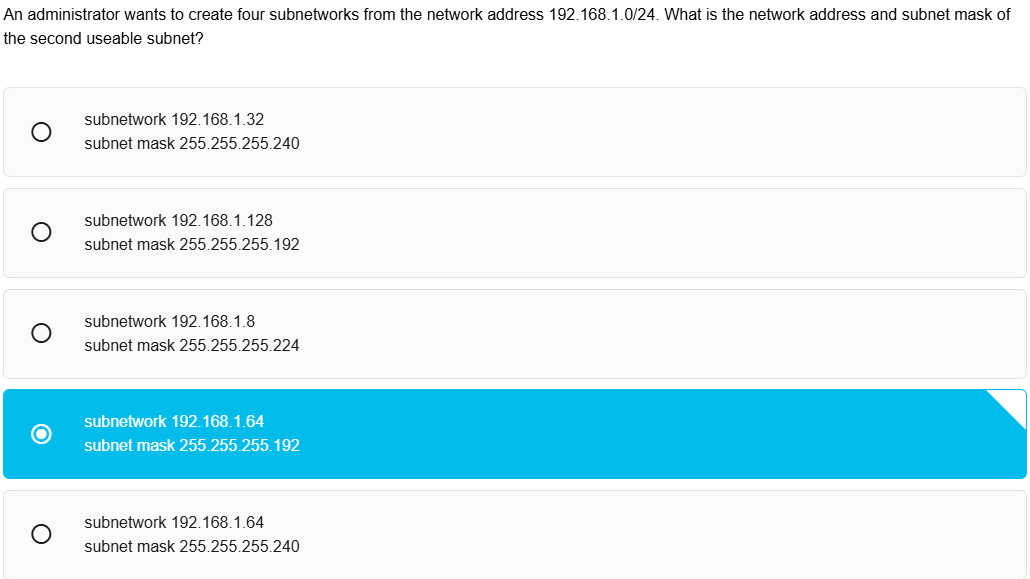 An administrator wants to create four subnetworks from the network address 192.168.1.0/24. What is the network address and subnet mask of
the second useable subnet?
subnetwork 192.168.1.32
subnet mask 255.255.255.240
subnetwork 192.168.1.128
subnet mask 255.255.255.192
subnetwork 192.168.1.8
subnet mask 255.255.255.224
subnetwork 192.168.1.64
subnet mask 255.255.255.192
subnetwork 192.168.1.64
subnet mask 255.255.255.240